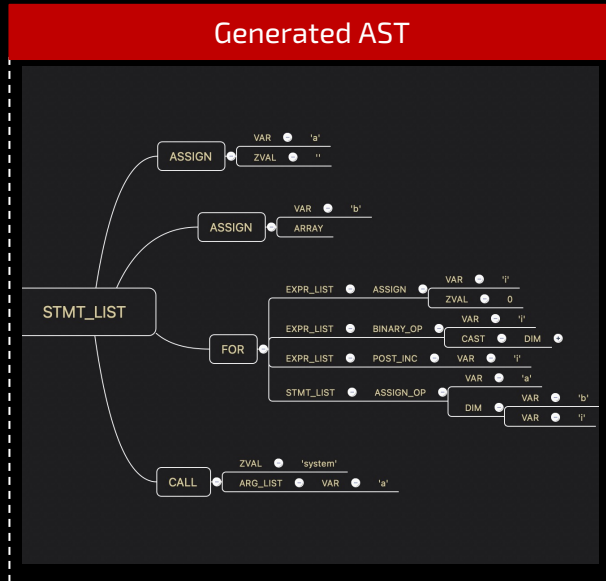 Generated AST
STMT_LIST
ASSIGN
VAR 'a'
ZVAL ''
ASSIGN
VAR 'b'
ARRAY
FOR
EXPR_LIST ASSIGN
VAR 'i'
ZVAL 0
EXPR_LIST BINARY_OP
VAR 'i'
CAST DIM
EXPR_LIST POST_INC VAR 'i'
STMT_LIST ASSIGN_OP
VAR 'a'
DIM
VAR 'b'
VAR 'i'
CALL
ZVAL 'system'
ARG_LIST VAR 'a'